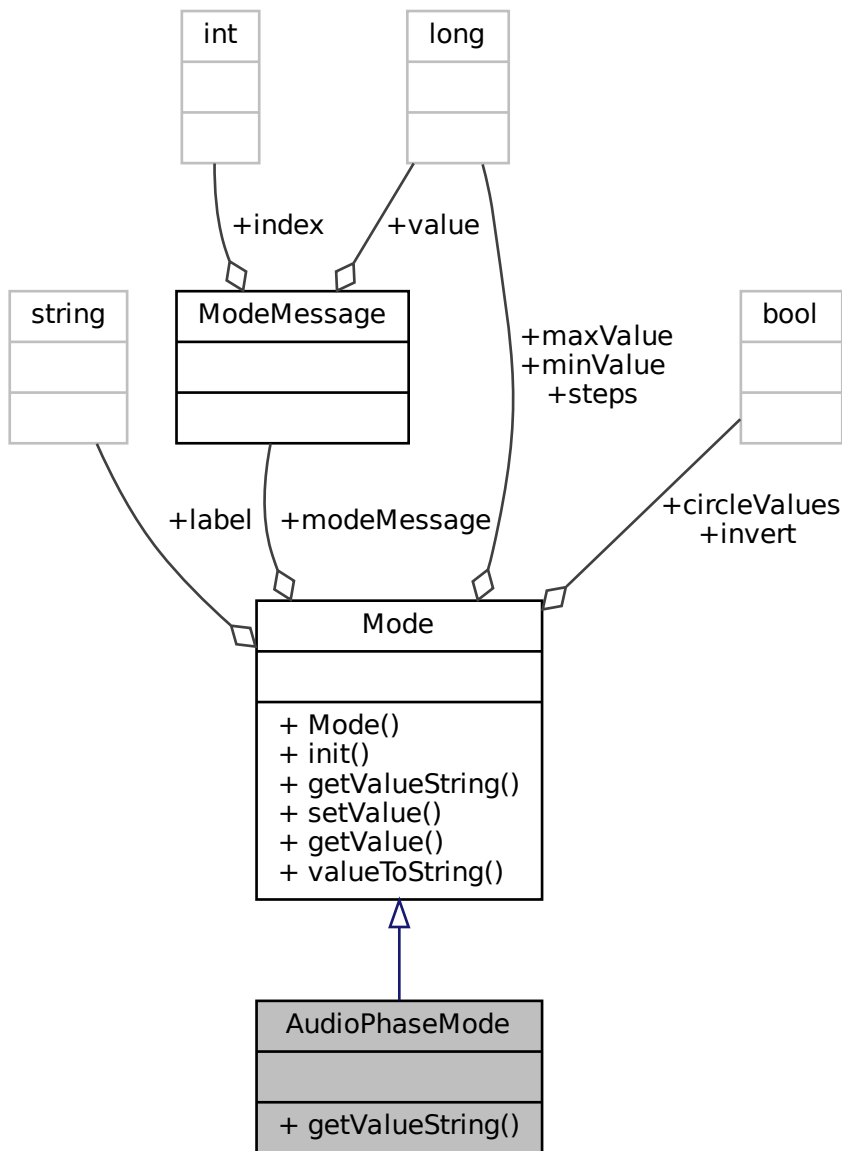 int
long
+index
+value
string
ModeMessage
bool
+maxValue
+minValue
+steps
+label
+modeMessage
+circleValues
+invert
Mode
+ Mode()
+ init()
+ getValueString()
+ setValue()
+ getValue()
+ valueToString()
AudioPhaseMode
+ getValueString()